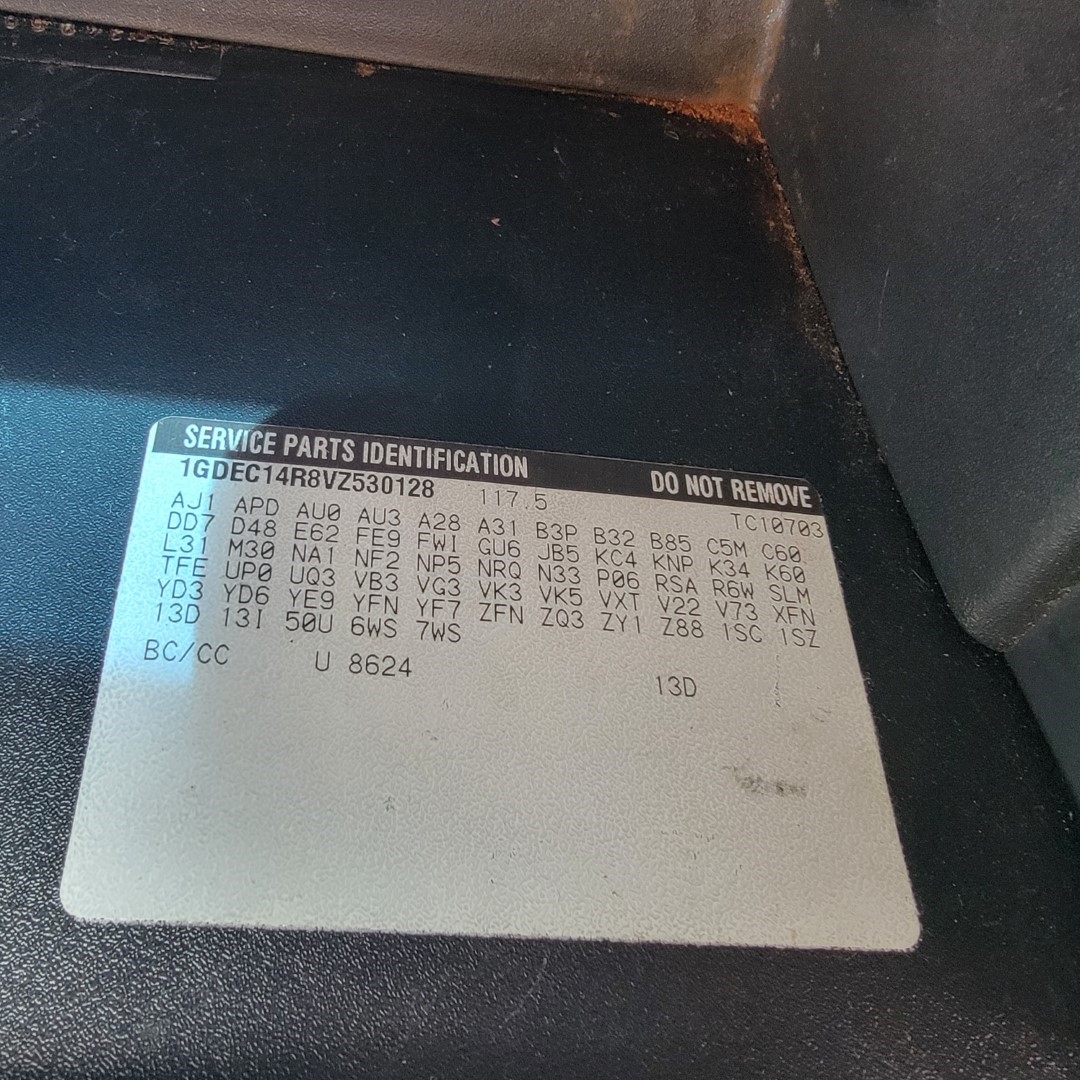 SERVICE PARTS IDENTIFICATION DO NOT REMOVE
1GDEC14R8VZ530128 117.5 TC10703
AJ1 APD AU0 AU3 A28 A31 B3P B32 B85 C5M C60
DD7 D48 E62 FE9 FWI GU6 JB5 KC4 KNP K34 K60
L31 M30 NA1 NF2 NP5 NRQ N33 P06 RSA R6W SLM
TFE UP0 UQ3 VB3 VG3 VK3 VK5 VXT V22 V73 XFN
YD3 YD6 YE9 YFN YF7 ZFN ZQ3 ZY1 Z88 1SC 1SZ
13D 13I 50U 6WS 7WS
BC/CC U 8624 13D